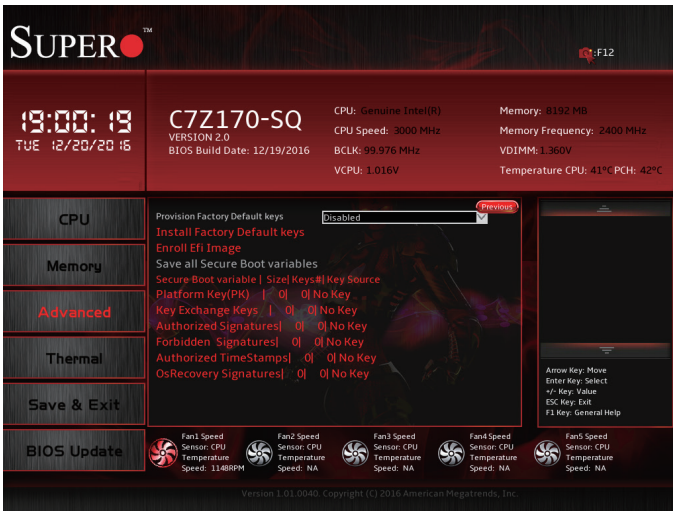 SUPER TM
:F12
19:00:19
TUE 12/20/2016
C7Z170-SQ
VERSION 2.0
BIOS Build Date: 12/19/2016
CPU: Genuine Intel(R)
CPU Speed: 3000 MHz
BCLK: 99.976 MHz
VCPU: 1.016V
Memory: 8192 MB
Memory Frequency: 2400 MHz
VDIMM: 1.360V
Temperature CPU: 41°C PCH: 42°C
CPU
Memory
Advanced
Thermal
Save & Exit
BIOS Update
Previous
Provision Factory Default keys Disabled
Install Factory Default keys
Enroll Efi Image
Save all Secure Boot variables
Secure Boot variable | Size| Keys#| Key Source
Platform Key(PK) | 0| 0| No Key
Key Exchange Keys | 0| 0| No Key
Authorized Signatures| 0| 0| No Key
Forbidden Signatures| 0| 0| No Key
Authorized TimeStamps| 0| 0| No Key
OsRecovery Signatures| 0| 0| No Key
Arrow Key: Move
Enter Key: Select
+/- Key: Value
ESC Key: Exit
F1 Key: General Help
Fan1 Speed
Sensor: CPU
Temperature
Speed: 1148RPM
Fan2 Speed
Sensor: CPU
Temperature
Speed: NA
Fan3 Speed
Sensor: CPU
Temperature
Speed: NA
Fan4 Speed
Sensor: CPU
Temperature
Speed: NA
Fan5 Speed
Sensor: CPU
Temperature
Speed: NA
Version 1.01.0040. Copyright (C) 2016 American Megatrends, Inc.